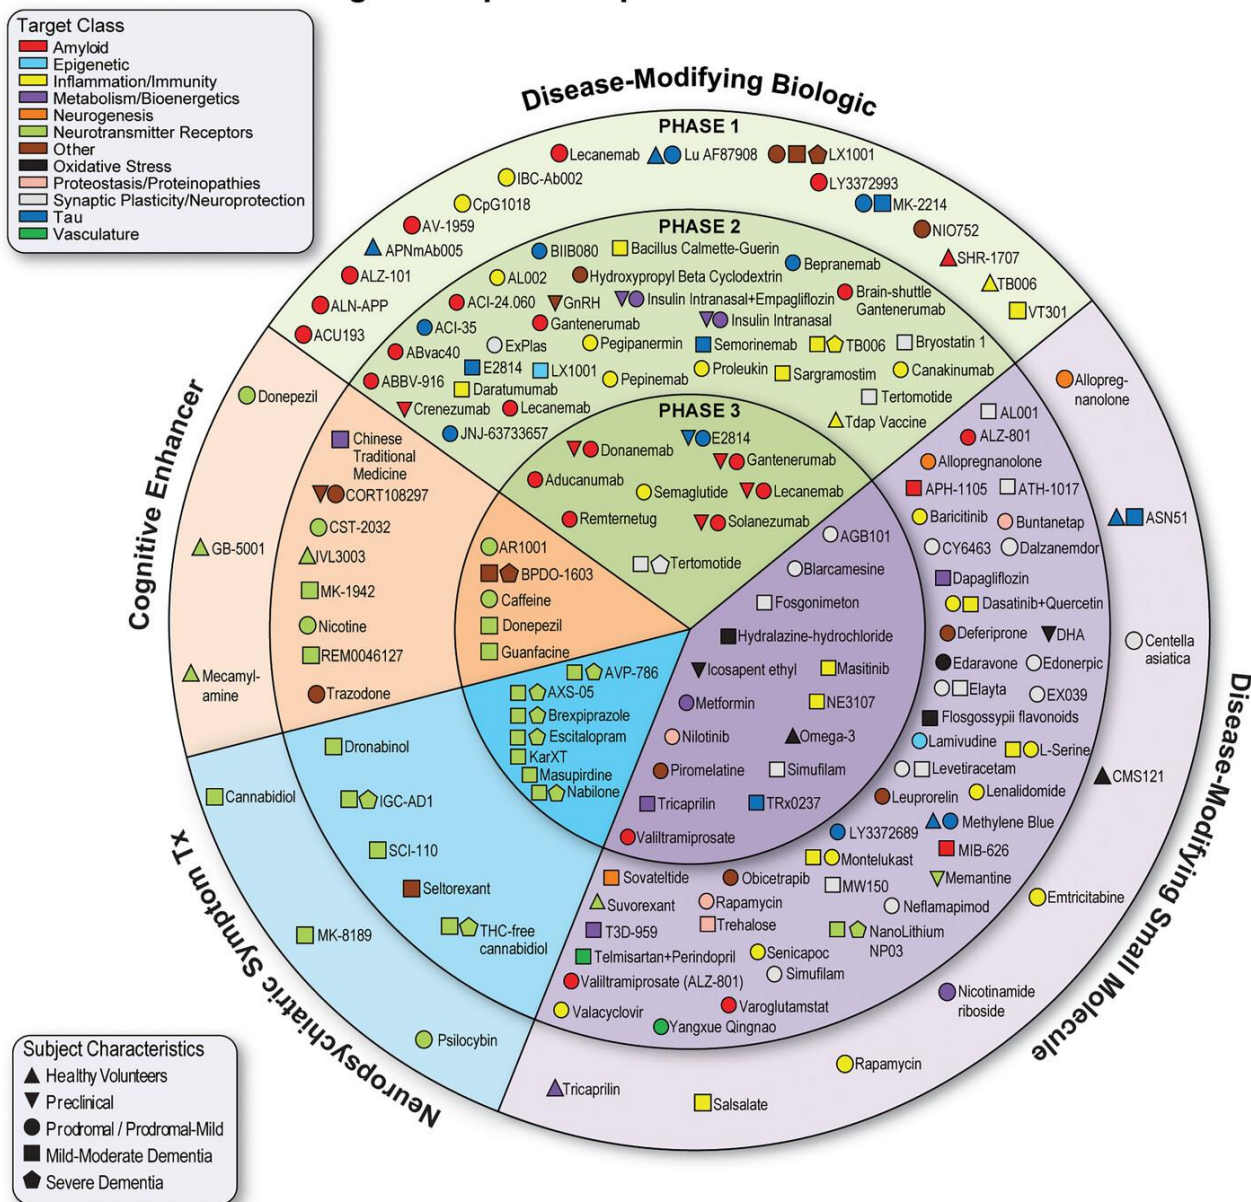 Target Class
Amyloid
Epigenetic
Inflammation/Immunity
Metabolism/Bioenergetics
Neurogenesis
Neurotransmitter Receptors
Other
Oxidative Stress
Proteostasis/Proteinopathies
Synaptic Plasticity/Neuroprotection
Tau
Vasculature
Disease-Modifying Biologic
PHASE 1
Lecanemab
Lu AF87908
LX1001
IBC-Ab002
LY3372993
CpG1018
MK-2214
AV-1959
NIO752
APNmAb005
SHR-1707
ALZ-101
TB006
ALN-APP
VT301
ACU193
PHASE 2
BIIB080
Bacillus Calmette-Guerin
Bepranemab
AL002
Hydroxypropyl Beta Cyclodextrin
ACI-24.060
GnRH
Insulin Intranasal+Empagliflozin
Brain-shuttle
Gantenerumab
ACI-35
Gantenerumab
Insulin Intranasal
ABvac40
ExPlas
Pegipanermin
Semorinemab
TB006
Bryostatin 1
ABBV-916
E2814
LX1001
Pepinemab
Proleukin
Sargramostim
Canakinumab
Daratumumab
Tertomotide
Crenezumab
Lecanemab
Tdap Vaccine
JNJ-63733657
PHASE 3
Donanemab
E2814
Gantenerumab
Aducanumab
Semaglutide
Lecanemab
Remternetug
Solanezumab
Tertomotide
Cognitive Enhancer
Donepezil
GB-5001
Mecamyl-
amine
Chinese
Traditional
Medicine
CORT108297
CST-2032
IVL3003
MK-1942
Nicotine
REM0046127
Trazodone
AR1001
BPDO-1603
Caffeine
Donepezil
Guanfacine
Neuropsychiatric Symptom Tx
AVP-786
AXS-05
Brexpiprazole
Escitalopram
KarXT
Masupirdine
Nabilone
Dronabinol
IGC-AD1
SCI-110
Seltorexant
THC-free
cannabidiol
Cannabidiol
MK-8189
Psilocybin
Disease-Modifying Small Molecule
AGB101
Blarcamesine
Fosgonimeton
Hydralazine-hydrochloride
Icosapent ethyl
Masitinib
Metformin
NE3107
Nilotinib
Omega-3
Piromelatine
Simufilam
Tricaprilin
TRx0237
Valiltramiprosate
AL001
ALZ-801
Allopregnanolone
APH-1105
ATH-1017
Baricitinib
Buntanetap
CY6463
Dalzanemdor
Dapagliflozin
Dasatinib+Quercetin
Deferiprone
DHA
Edaravone
Edonerpic
Elayta
EX039
Flosgossypii flavonoids
Lamivudine
L-Serine
Levetiracetam
Leuprorelin
Lenalidomide
LY3372689
Methylene Blue
Montelukast
MIB-626
MW150
Memantine
Neflamapimod
NanoLithium
NP03
Sovateltide
Obicetrapib
Suvorexant
Rapamycin
T3D-959
Trehalose
Telmisartan+Perindopril
Senicapoc
Simufilam
Valiltramiprosate (ALZ-801)
Valacyclovir
Varoglutamstat
Yangxue Qingnao
Allopreg-
nanolone
ASN51
Centella
asiatica
CMS121
Emtricitabine
Nicotinamide
riboside
Rapamycin
Salsalate
Tricaprilin
Subject Characteristics
Healthy Volunteers
Preclinical
Prodromal / Prodromal-Mild
Mild-Moderate Dementia
Severe Dementia